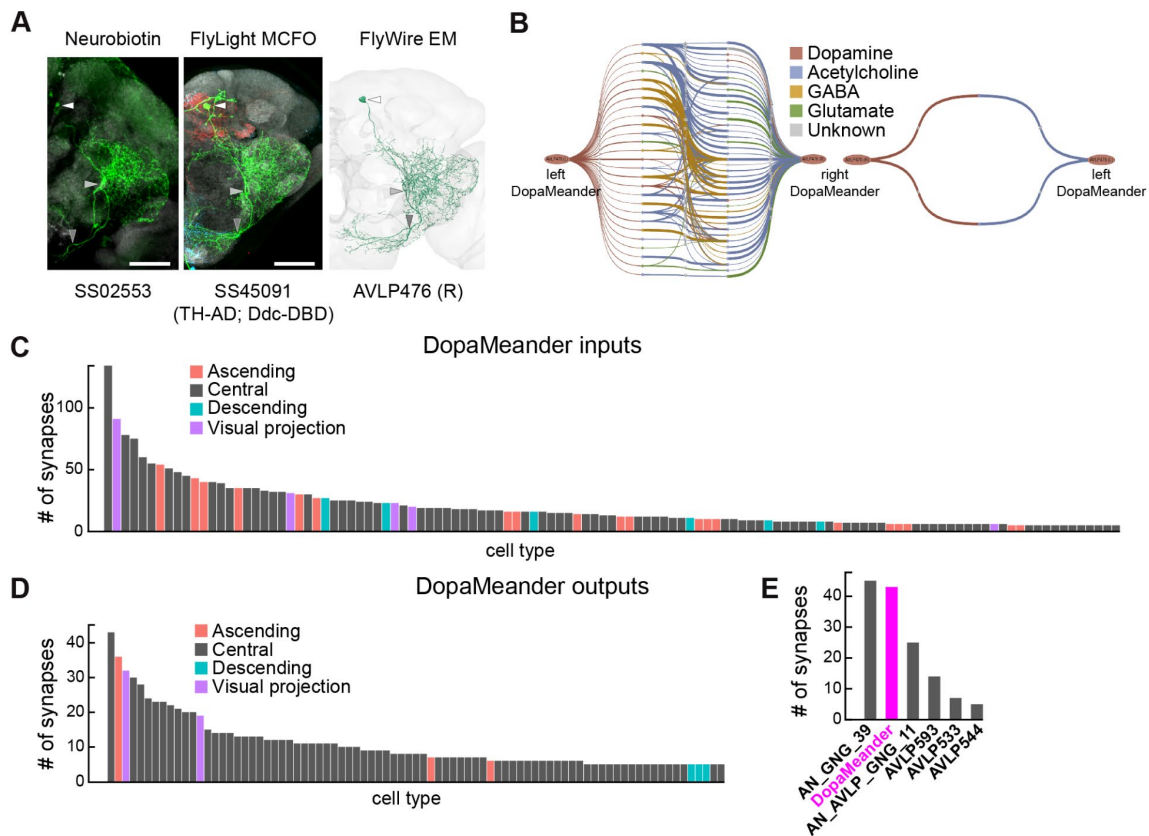 A
Neurobiotin
FlyLight MCFO
FlyWire EM
SS02553
SS45091
(TH-AD; Ddc-DBD)
AVLP476 (R)
B
Dopamine
Acetylcholine
GABA
Glutamate
Unknown
left
DopaMeander
right
DopaMeander
left
DopaMeander
C
DopaMeander inputs
Ascending
Central
Descending
Visual projection
# of synapses
100
50
0
cell type
D
DopaMeander outputs
Ascending
Central
Descending
Visual projection
# of synapses
40
30
20
10
0
cell type
E
# of synapses
40
30
20
10
0
AN_GNG_39
DopaMeander
AN_AVLP_GNG_11
AVLP593
AVLP533
AVLP544